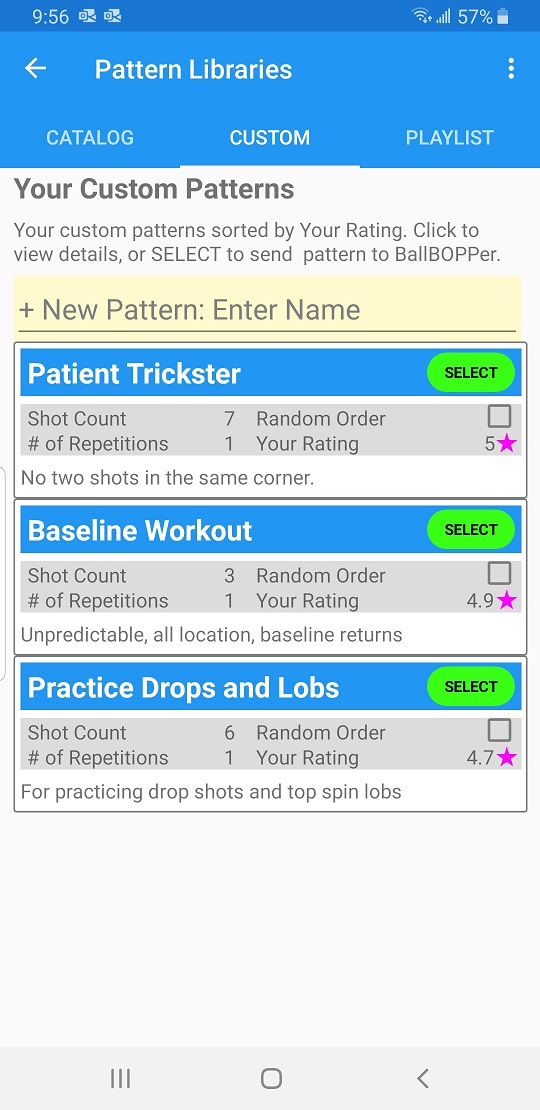 9:56 57%
Pattern Libraries
CATALOG CUSTOM PLAYLIST
Your Custom Patterns
Your custom patterns sorted by Your Rating. Click to
view details, or SELECT to send  pattern to BallBOPPer.
+ New Pattern: Enter Name
Patient Trickster SELECT
Shot Count 7 Random Order
# of Repetitions 1 Your Rating 5★
No two shots in the same corner.
Baseline Workout SELECT
Shot Count 3 Random Order
# of Repetitions 1 Your Rating 4.9★
Unpredictable, all location, baseline returns
Practice Drops and Lobs SELECT
Shot Count 6 Random Order
# of Repetitions 1 Your Rating 4.7★
For practicing drop shots and top spin lobs